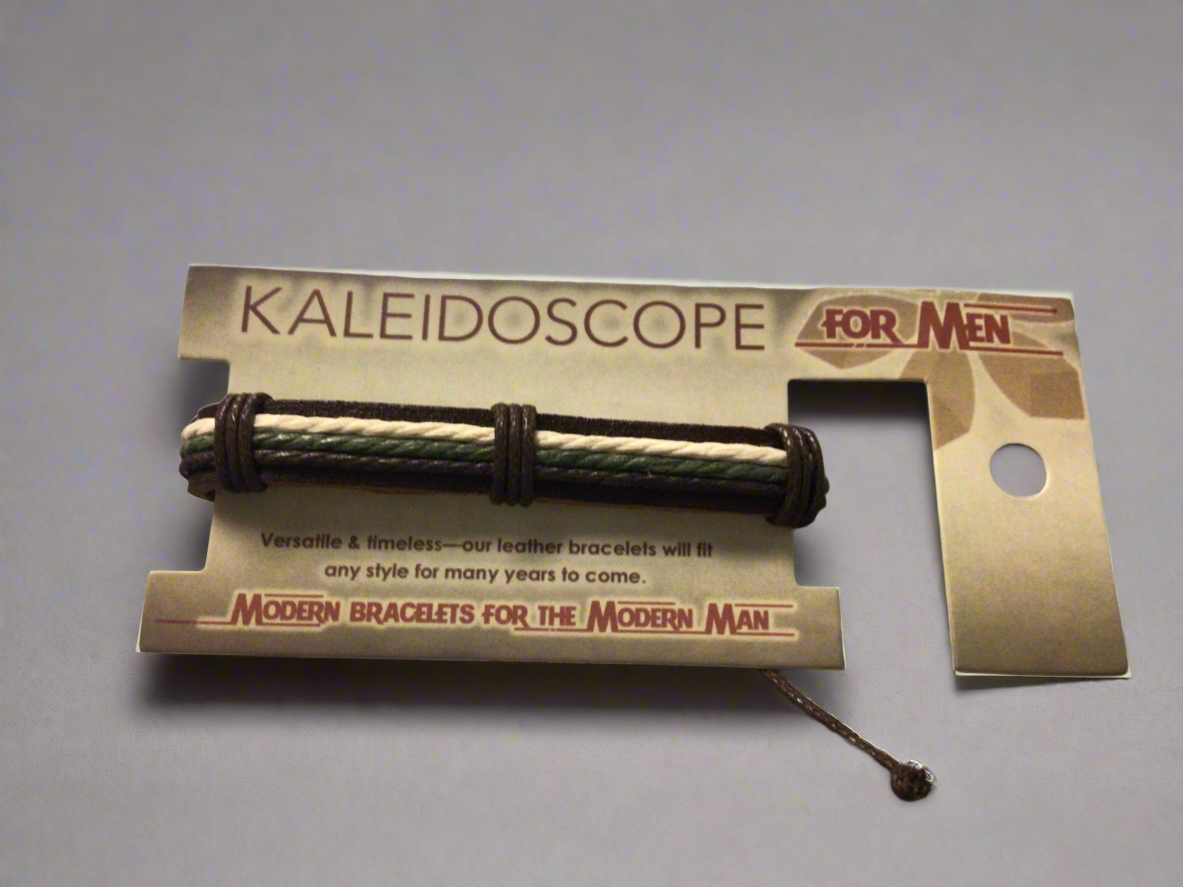 KALEIDOSCOPE FOR MEN
Versatile & timeless—our leather bracelets will fit
any style for many years to come.
MODERN BRACELETS FOR THE MODERN MAN